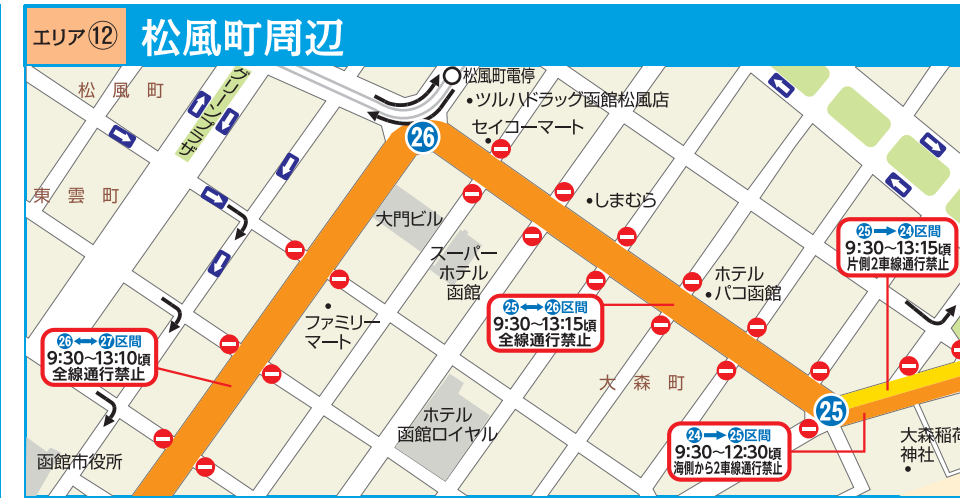 エリア⑫ 松風町周辺
松風町電停
ツルハドラッグ函館松風店
セイコーマート
松風町
グリーンプラザ
26
東雲町
しまむら
大門ビル
スーパー
ホテル
函館
25→24区間
9:30～13:15頃
片側2車線通行禁止
ホテル
パコ函館
25↔26区間
9:30～13:15頃
全線通行禁止
ファミリー
マート
26↔27区間
9:30～13:10頃
全線通行禁止
大森町
25
ホテル
函館ロイヤル
24→25区間
9:30～12:30頃
海側から2車線通行禁止
大森稲荷
神社
函館市役所